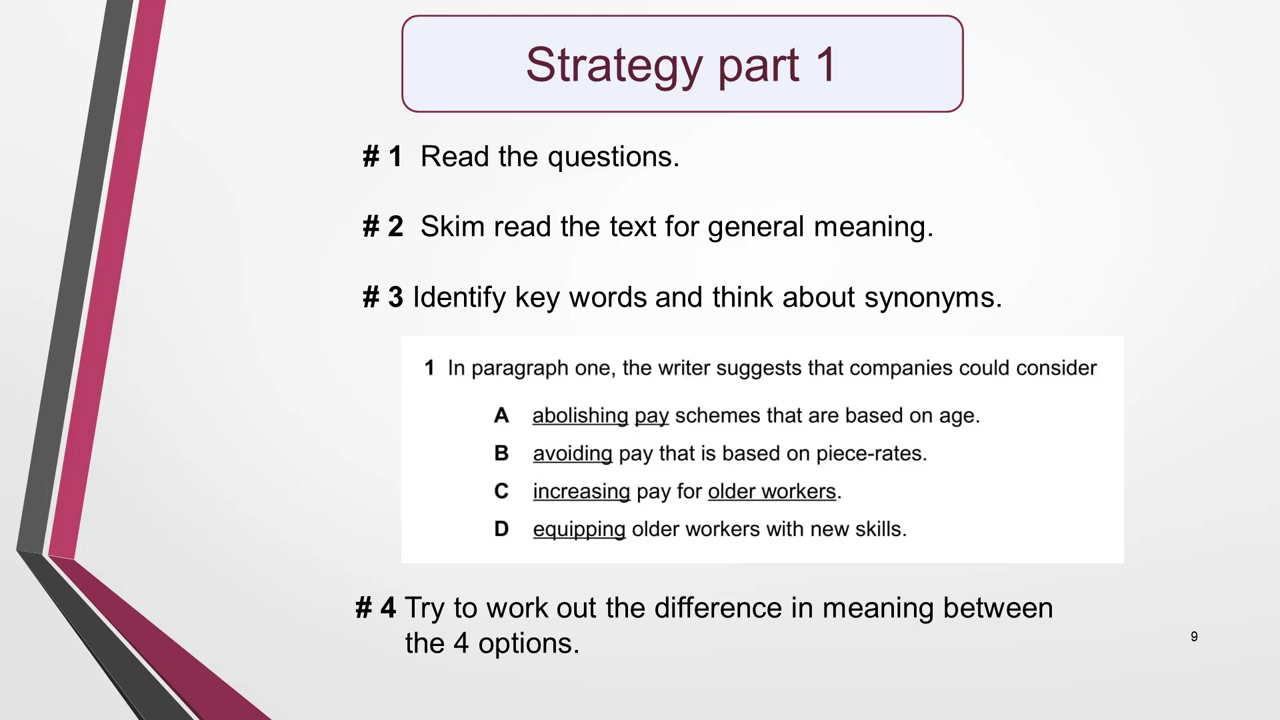 Strategy part 1
# 1 Read the questions.
# 2 Skim read the text for general meaning.
# 3 Identify key words and think about synonyms.
1 In paragraph one, the writer suggests that companies could consider
A abolishing pay schemes that are based on age.
B avoiding pay that is based on piece-rates.
C increasing pay for older workers.
D equipping older workers with new skills.
# 4 Try to work out the difference in meaning between
the 4 options.
9